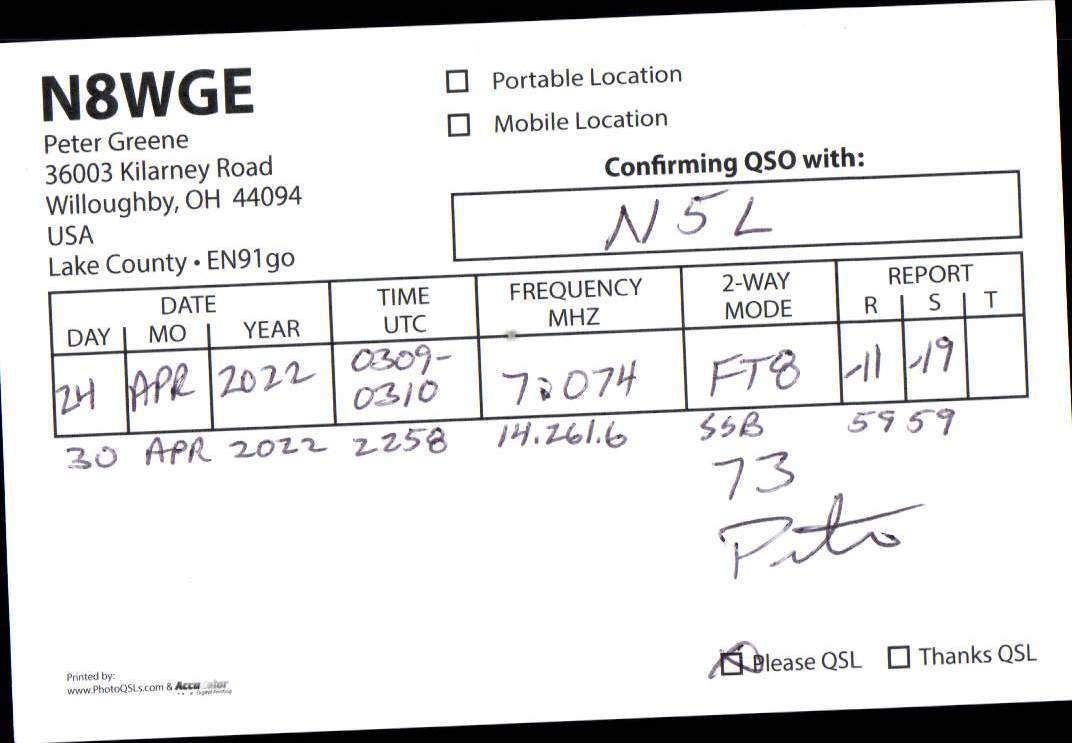 N8WGE
Peter Greene
36003 Kilarney Road
Willoughby, OH 44094
USA
Lake County • EN91go
Portable Location
Mobile Location
Confirming QSO with:
N5L
DATE TIME FREQUENCY 2-WAY REPORT
DAY MO YEAR UTC MHZ MODE R S T
24 APR 2022 0309-0310 7.074 FT8 -11 -19
30 APR 2022 2258 14.261.6 SSB 59 59
73
Please QSL Thanks QSL
Printed by:
www.PhotoQSLs.com &
Digital Printing